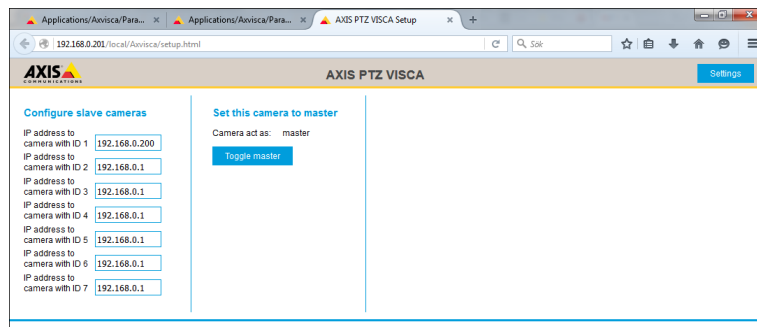 Applications/Axvisca/Para... × Applications/Axvisca/Para... × AXIS PTZ VISCA Setup × +
192.168.0.201/local/Axvisca/setup.html Sök
AXIS COMMUNICATIONS AXIS PTZ VISCA Settings
Configure slave cameras
IP address to
camera with ID 1 192.168.0.200
IP address to
camera with ID 2 192.168.0.1
IP address to
camera with ID 3 192.168.0.1
IP address to
camera with ID 4 192.168.0.1
IP address to
camera with ID 5 192.168.0.1
IP address to
camera with ID 6 192.168.0.1
IP address to
camera with ID 7 192.168.0.1
Set this camera to master
Camera act as: master
Toggle master